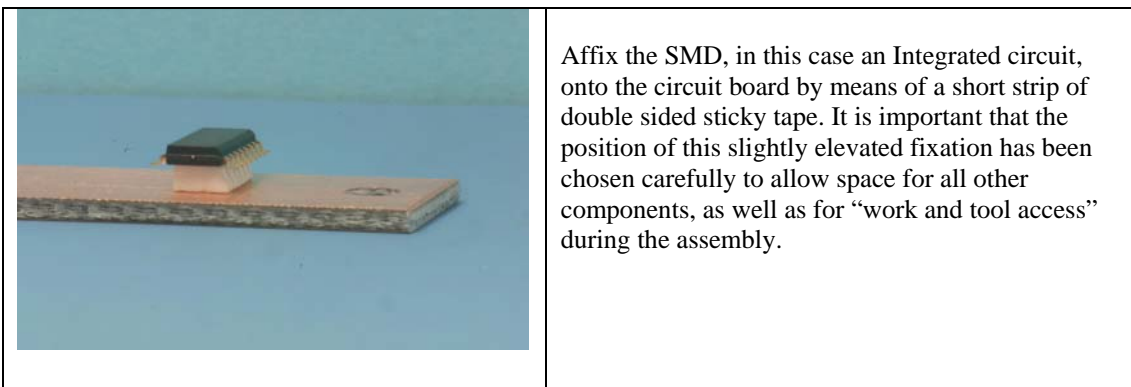 Affix the SMD, in this case an Integrated circuit,
onto the circuit board by means of a short strip of
double sided sticky tape. It is important that the
position of this slightly elevated fixation has been
chosen carefully to allow space for all other
components, as well as for “work and tool access”
during the assembly.